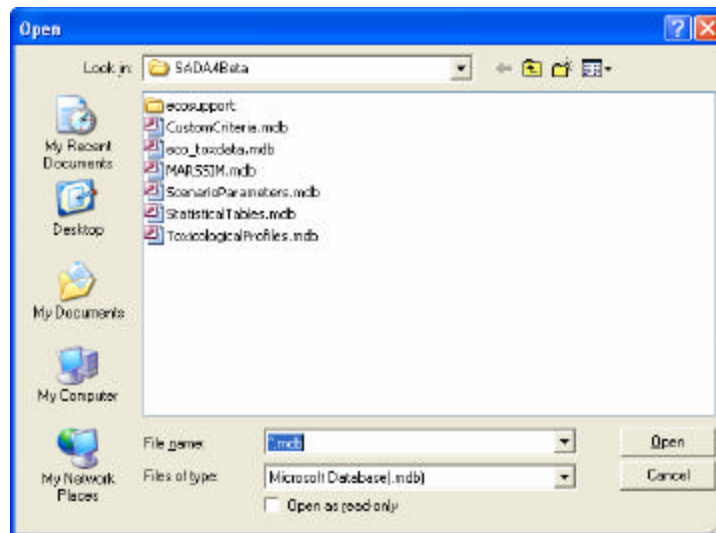 Open
Look in:
SADA4Beta
My Recent
Documents
Desktop
My Documents
My Computer
My Network
Places
ecosupport
CustomCriteria.mdb
eco_toxdata.mdb
MARSSIM.mdb
ScenarioParameters.mdb
StatisticalTables.mdb
ToxicologicalProfiles.mdb
File name:
*.mdb
Open
Files of type:
Microsoft Database(.mdb)
Cancel
Open as read-only